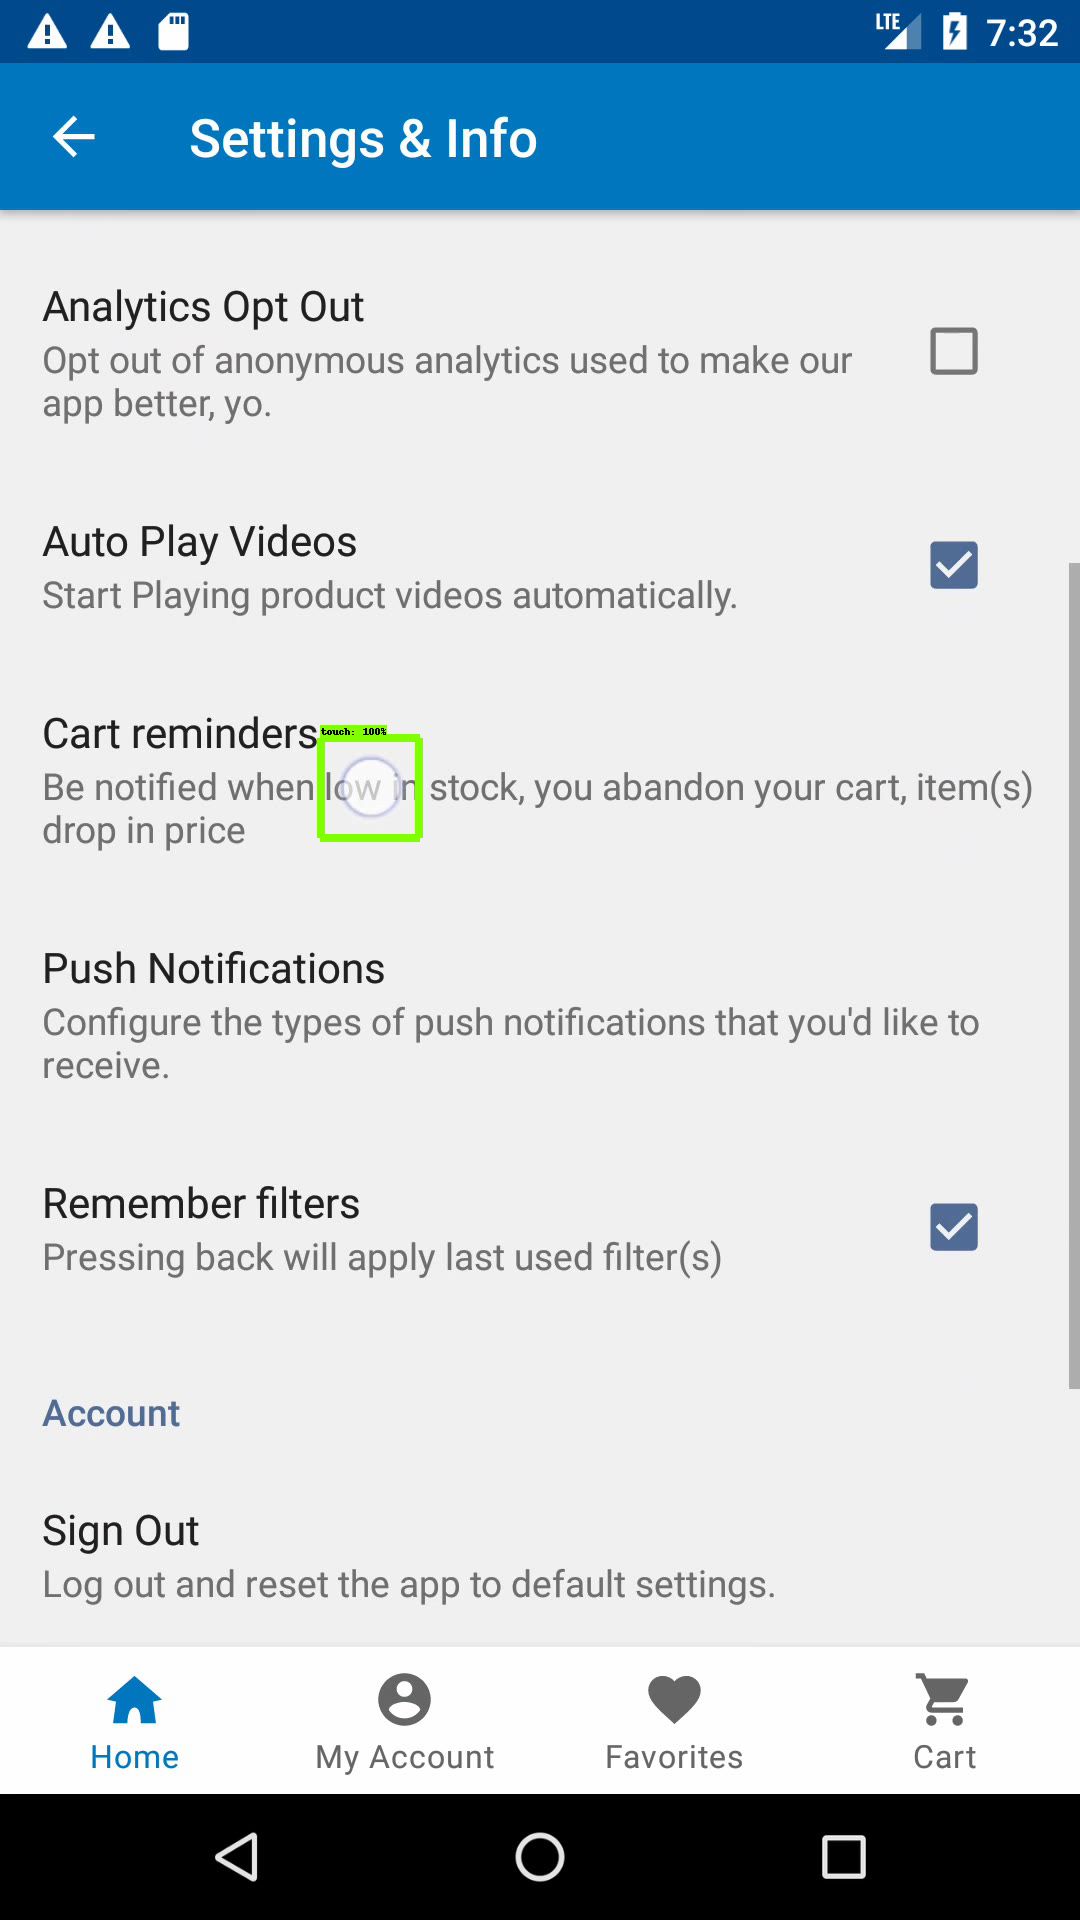 LTE 7:32
Settings & Info
Analytics Opt Out
Opt out of anonymous analytics used to make our
app better, yo.
Auto Play Videos
Start Playing product videos automatically.
Cart reminders
touch: 100%
Be notified when low in stock, you abandon your cart, item(s)
drop in price
Push Notifications
Configure the types of push notifications that you'd like to
receive.
Remember filters
Pressing back will apply last used filter(s)
Account
Sign Out
Log out and reset the app to default settings.
Home My Account Favorites Cart